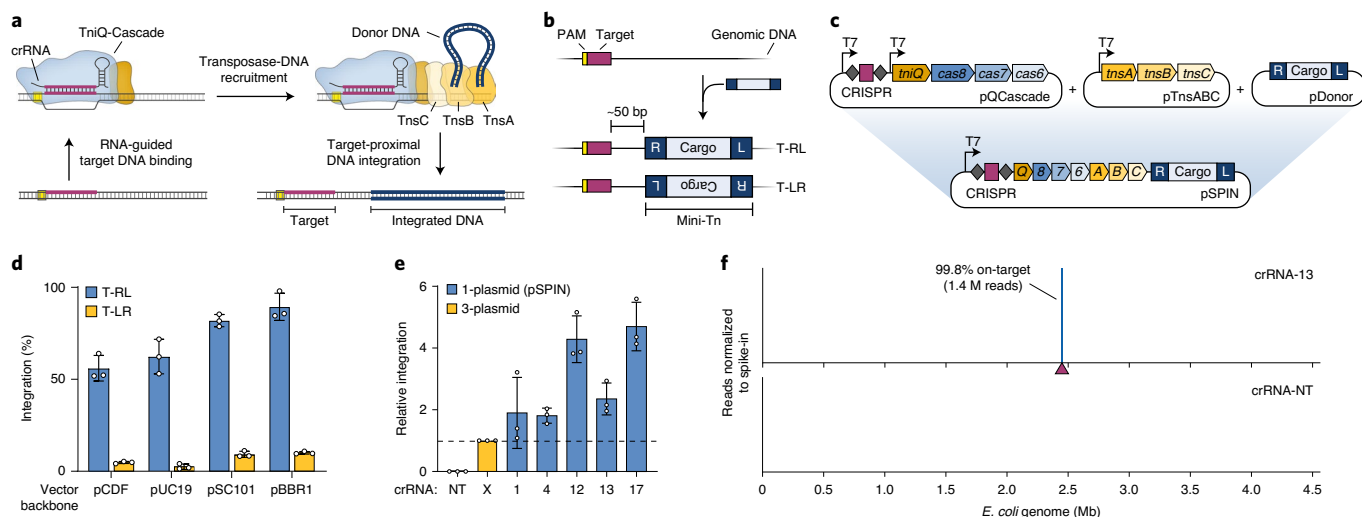 a
crRNA
TniQ-Cascade
Transposase-DNA
recruitment
Donor DNA
TnsC
TnsB
TnsA
RNA-guided
target DNA binding
Target-proximal
DNA integration
Target
Integrated DNA
b
PAM
Target
Genomic DNA
~50 bp
R
Cargo
L
T-RL
L
Cargo
R
T-LR
Mini-Tn
c
T7
T7
tniQ
cas8
cas7
cas6
CRISPR
pQCascade
+
T7
tnsA
tnsB
tnsC
pTnsABC
+
R
Cargo
L
pDonor
T7
Q
8
7
6
A
B
C
R
Cargo
L
CRISPR
pSPIN
d
T-RL
T-LR
Integration (%)
100
50
0
Vector
backbone
pCDF
pUC19
pSC101
pBBR1
e
1-plasmid (pSPIN)
3-plasmid
Relative integration
6
4
2
0
crRNA: NT X 1 4 12 13 17
f
99.8% on-target
(1.4 M reads)
crRNA-13
Reads normalized
to spike-in
crRNA-NT
0 0.5 1.0 1.5 2.0 2.5 3.0 3.5 4.0 4.5
E. coli genome (Mb)